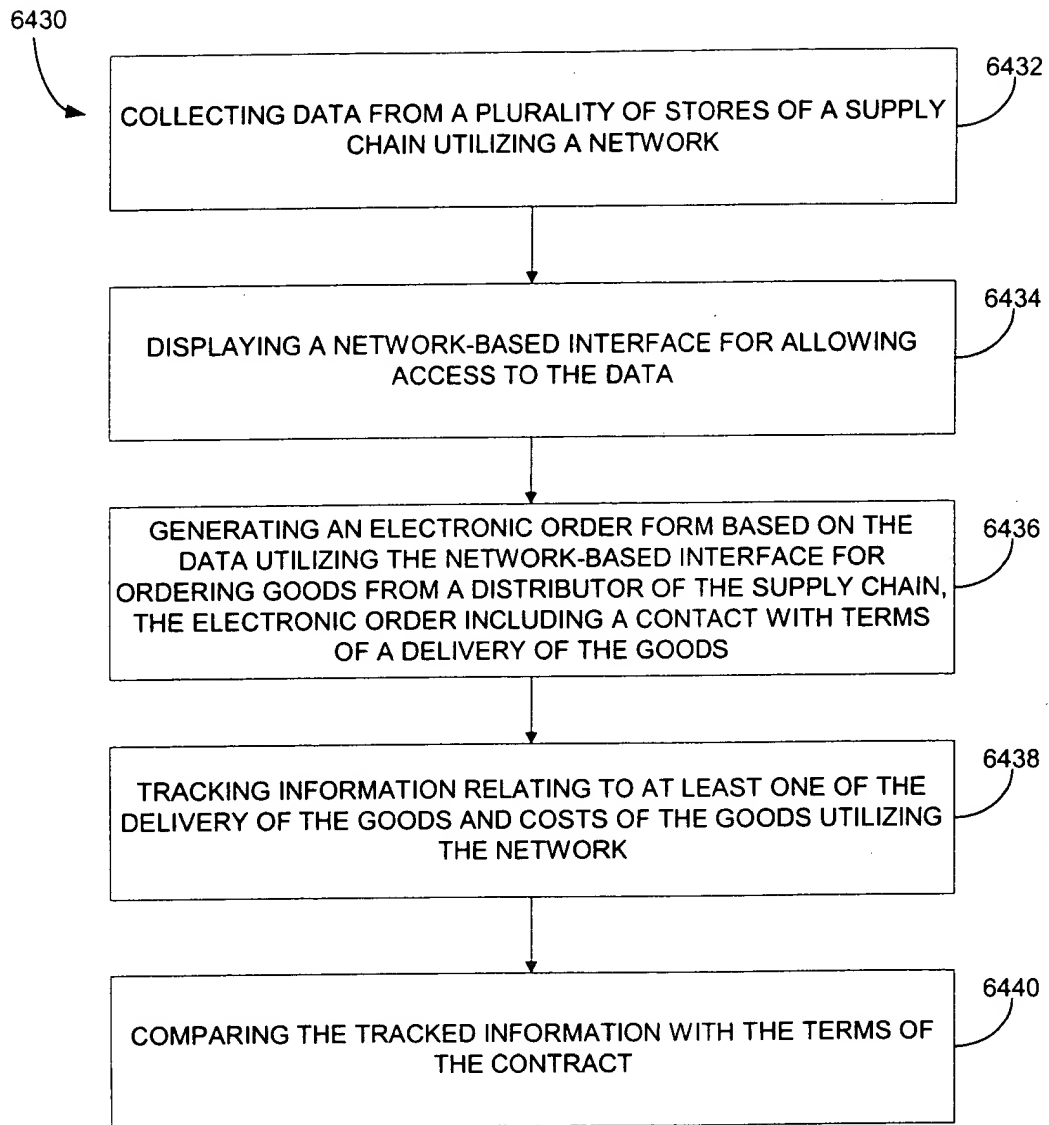 6430
6432
COLLECTING DATA FROM A PLURALITY OF STORES OF A SUPPLY
CHAIN UTILIZING A NETWORK
6434
DISPLAYING A NETWORK-BASED INTERFACE FOR ALLOWING
ACCESS TO THE DATA
6436
GENERATING AN ELECTRONIC ORDER FORM BASED ON THE
DATA UTILIZING THE NETWORK-BASED INTERFACE FOR
ORDERING GOODS FROM A DISTRIBUTOR OF THE SUPPLY CHAIN,
THE ELECTRONIC ORDER INCLUDING A CONTACT WITH TERMS
OF A DELIVERY OF THE GOODS
6438
TRACKING INFORMATION RELATING TO AT LEAST ONE OF THE
DELIVERY OF THE GOODS AND COSTS OF THE GOODS UTILIZING
THE NETWORK
6440
COMPARING THE TRACKED INFORMATION WITH THE TERMS OF
THE CONTRACT